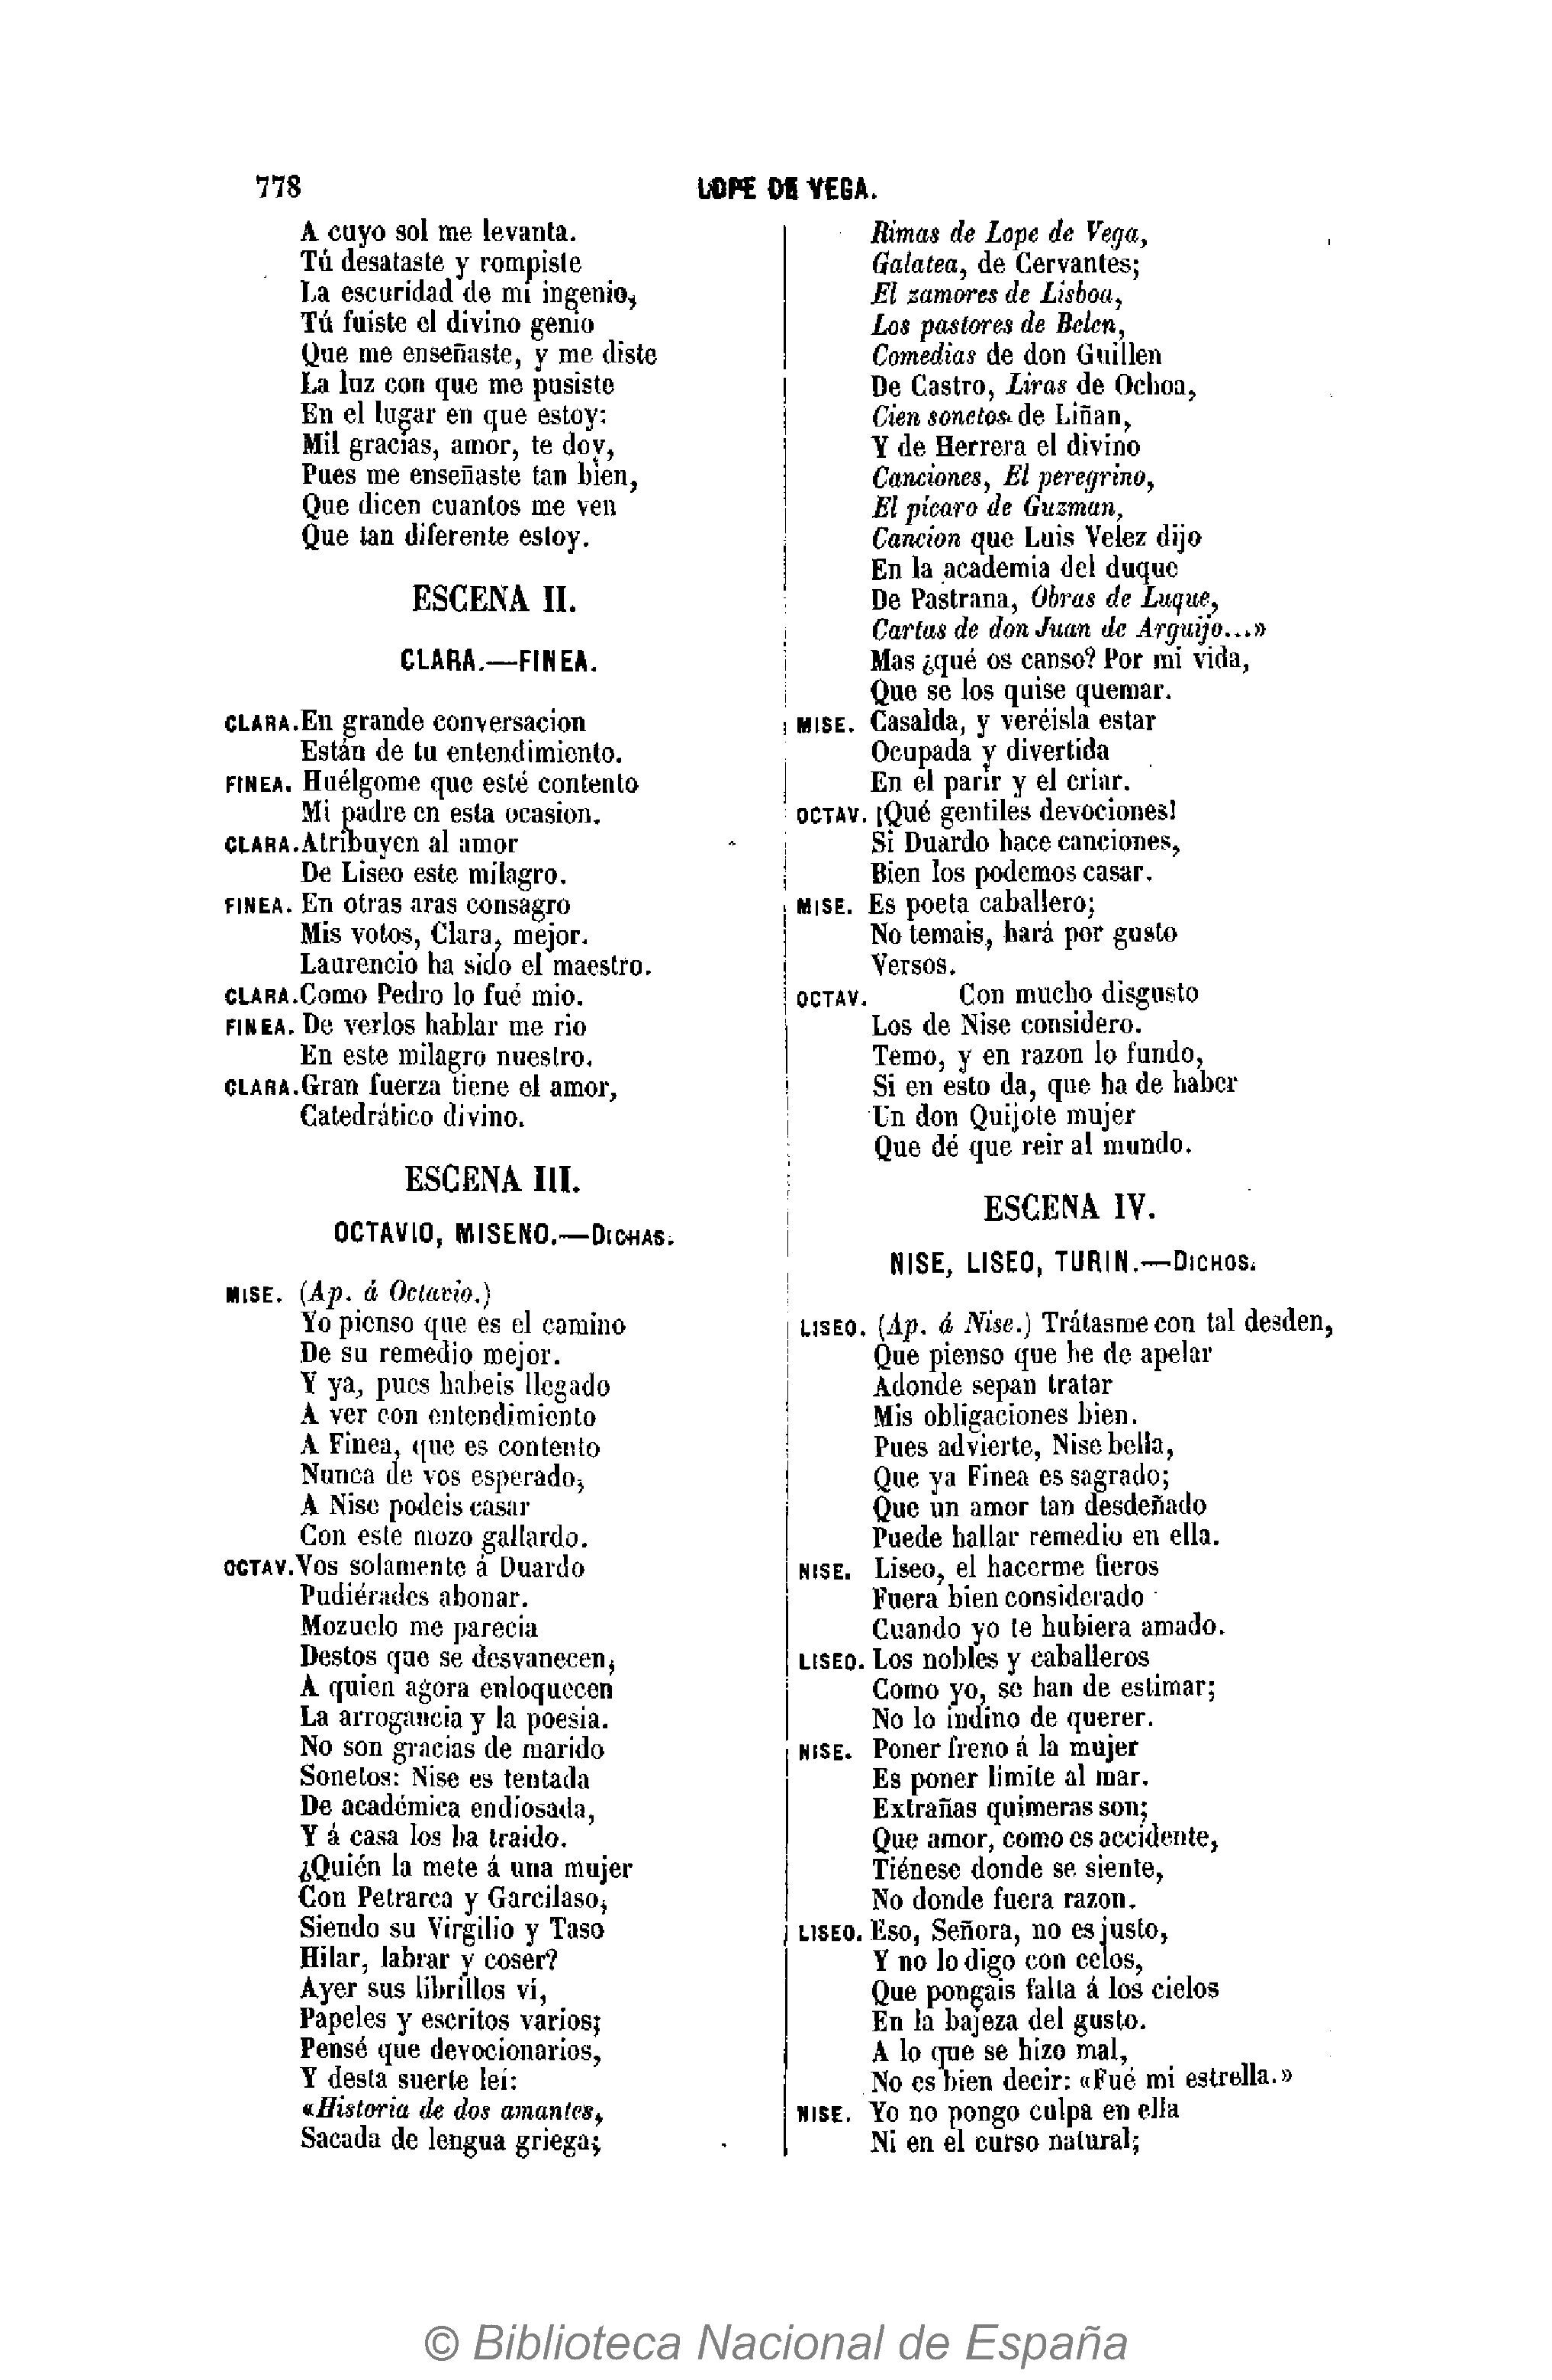 778
LOPE DE VEGA.
A cuyo sol me levanta.
Tú desataste y rompiste
La escuridad de mi ingenio,
Tú fuiste el divino genio
Que me enseñaste, y me diste
La luz con que me pusiste
En el lugar en que estoy:
Mil gracias, amor, te doy,
Pues me enseñaste tan bien,
Que dicen cuantos me ven
Que tan diferente estoy.
ESCENA II.
CLARA.—FINEA.
CLARA. En grande conversacion
Están de tu entendimiento.
FINEA. Huélgome que esté contento
Mi padre en esta ocasion.
CLARA. Atribuyen al amor
De Liseo este milagro.
FINEA. En otras aras consagro
Mis votos, Clara, mejor.
Laurencio ha sido el maestro.
CLARA. Como Pedro lo fué mio.
FINEA. De verlos hablar me rio
En este milagro nuestro.
CLARA. Gran fuerza tiene el amor,
Catedrático divino.
ESCENA III.
OCTAVIO, MISENO.—DICHAS.
MISE. (Ap. á Octavio.)
Yo pienso que es el camino
De su remedio mejor.
Y ya, pues habeis llegado
A ver con entendimiento
A Finea, que es contento
Nunca de vos esperado,
A Nise podeis casar
Con este mozo gallardo.
OCTAV. Vos solamente á Duardo
Pudiérades abonar.
Mozuelo me parecia
Destos que se desvanecen,
A quien agora enloquecen
La arrogancia y la poesia.
No son gracias de marido
Sonetos: Nise es tentada
De académica endiosada,
Y á casa los ha traido.
¿Quién la mete á una mujer
Con Petrarca y Garcilaso,
Siendo su Virgilio y Taso
Hilar, labrar y coser?
Ayer sus librillos ví,
Papeles y escritos varios;
Pensé que devocionarios,
Y desta suerte leí:
«Historia de dos amantes,
Sacada de lengua griega;
Rimas de Lope de Vega,
Galatea, de Cervantes;
El zamores de Lisboa,
Los pastores de Belen,
Comedias de don Guillen
De Castro, Liras de Ochoa,
Cien sonetos de Liñan,
Y de Herrera el divino
Canciones, El peregrino,
El pícaro de Guzman,
Cancion que Luis Velez dijo
En la academia del duque
De Pastrana, Obras de Luque,
Cartas de don Juan de Arguijo...»
Mas ¿qué os canso? Por mi vida,
Que se los quise quemar.
MISE. Casalda, y veréisla estar
Ocupada y divertida
En el parir y el criar.
OCTAV. ¡Qué gentiles devociones!
Si Duardo hace canciones,
Bien los podemos casar.
MISE. Es poeta caballero;
No temais, hará por gusto
Versos.
OCTAV. Con mucho disgusto
Los de Nise considero.
Temo, y en razon lo fundo,
Si en esto da, que ha de haber
Un don Quijote mujer
Que dé que reir al mundo.
ESCENA IV.
NISE, LISEO, TURIN.—DICHOS.
LISEO. (Ap. á Nise.) Trátasme con tal desden,
Que pienso que he de apelar
Adonde sepan tratar
Mis obligaciones bien.
Pues advierte, Nise bella,
Que ya Finea es sagrado;
Que un amor tan desdeñado
Puede hallar remedio en ella.
NISE. Liseo, el hacerme fieros
Fuera bien considerado
Cuando yo te hubiera amado.
LISEO. Los nobles y caballeros
Como yo, se han de estimar;
No lo indino de querer.
NISE. Poner freno á la mujer
Es poner limite al mar.
Extrañas quimeras son;
Que amor, como es accidente,
Tiénese donde se siente,
No donde fuera razon.
LISEO. Eso, Señora, no es justo,
Y no lo digo con celos,
Que pongais falta á los cielos
En la bajeza del gusto.
A lo que se hizo mal,
No es bien decir: «Fué mi estrella.»
NISE. Yo no pongo culpa en ella
Ni en el curso natural;
© Biblioteca Nacional de España